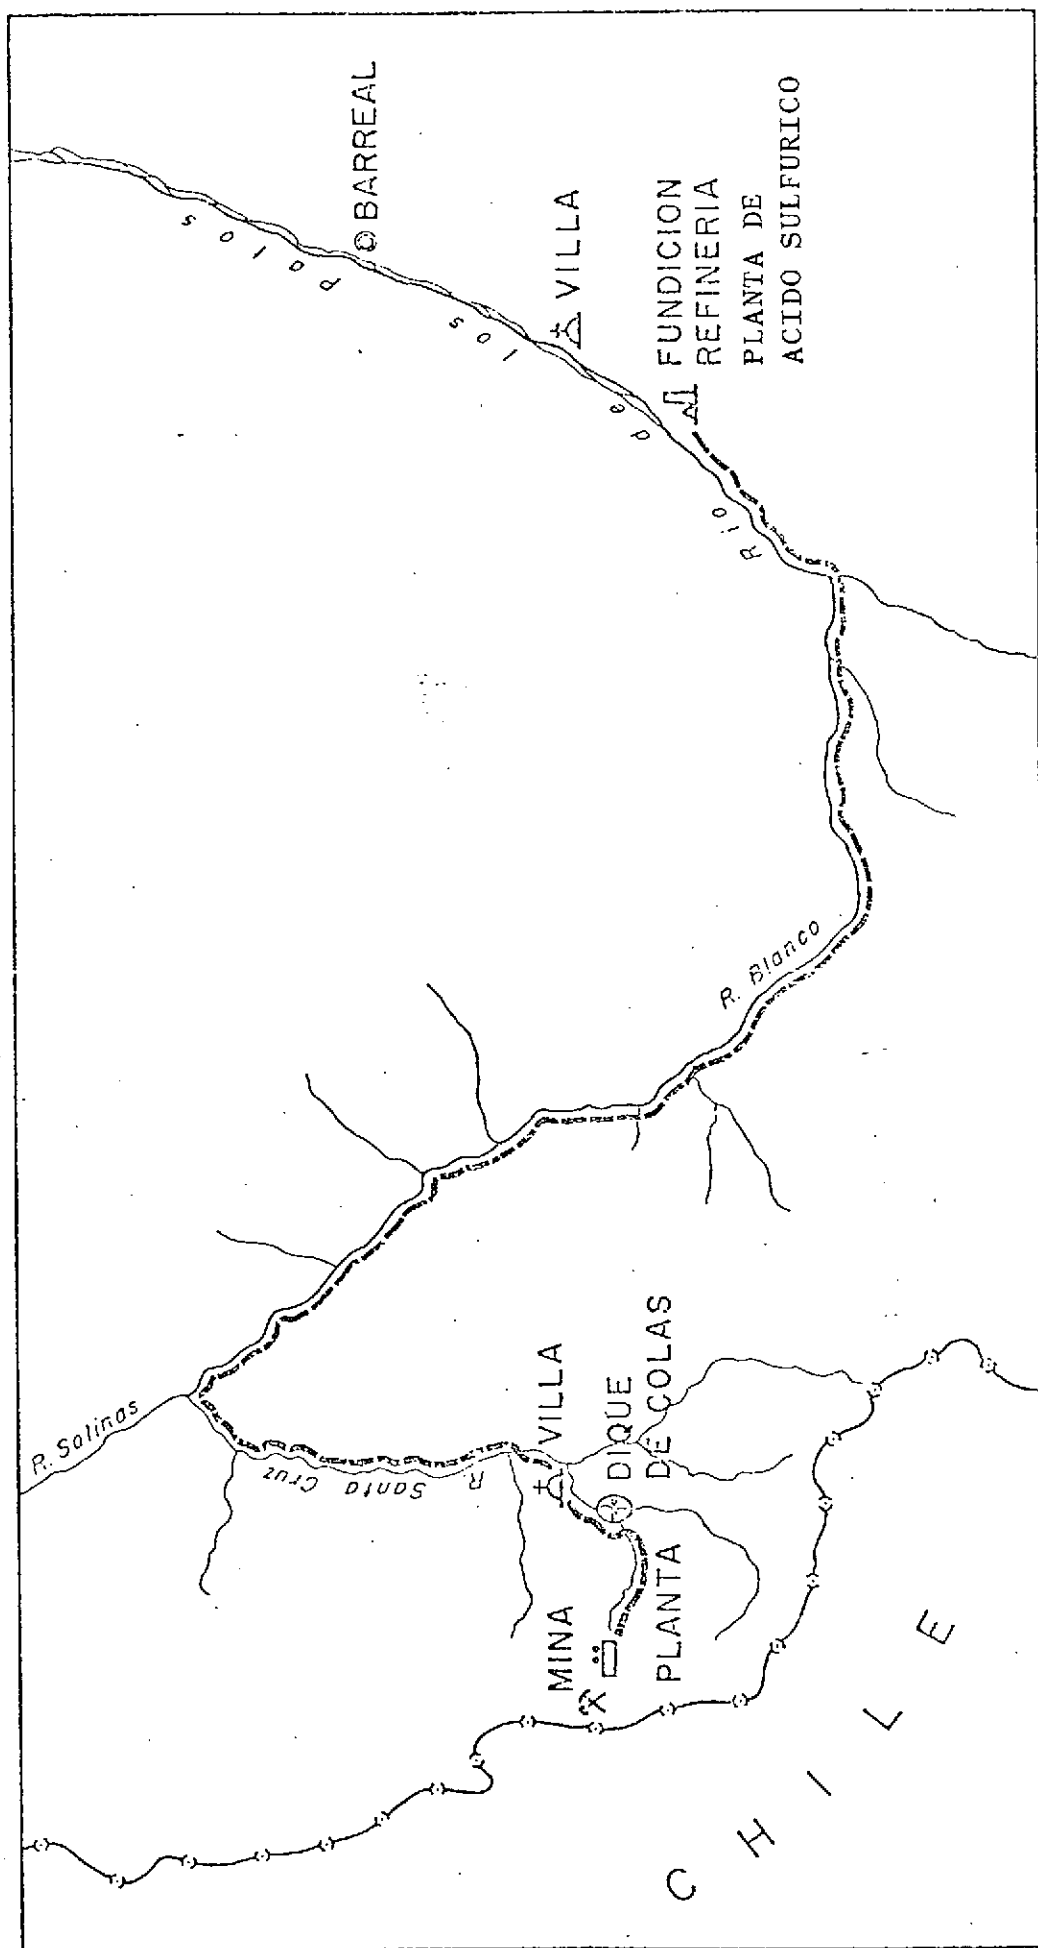 BARREAL
Rio de los palos
VILLA
FUNDICION
REFINERIA
PLANTA DE
ACIDO SULFURICO
R. Blanco
R. Salinas
R. Santa Cruz
VILLA
DIQUE
DE COLAS
MINA
PLANTA
CHILE